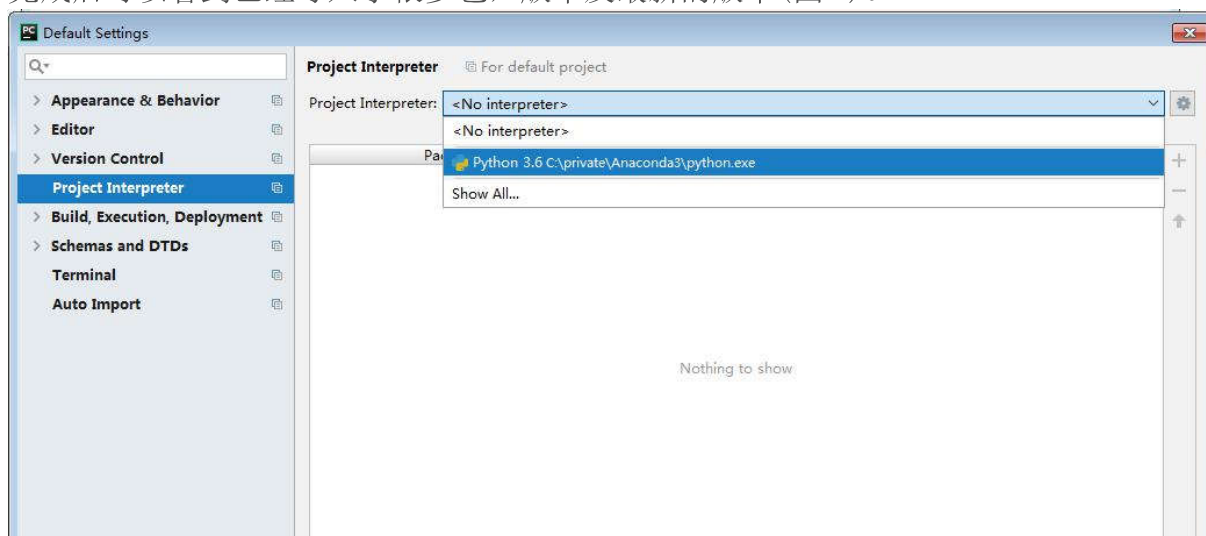 Default Settings
Project Interpreter For default project
Appearance & Behavior
Editor
Version Control
Project Interpreter
Build, Execution, Deployment
Schemas and DTDs
Terminal
Auto Import
Project Interpreter: <No interpreter>
<No interpreter>
Pa
Python 3.6 C:\private\Anaconda3\python.exe
Show All...
Nothing to show